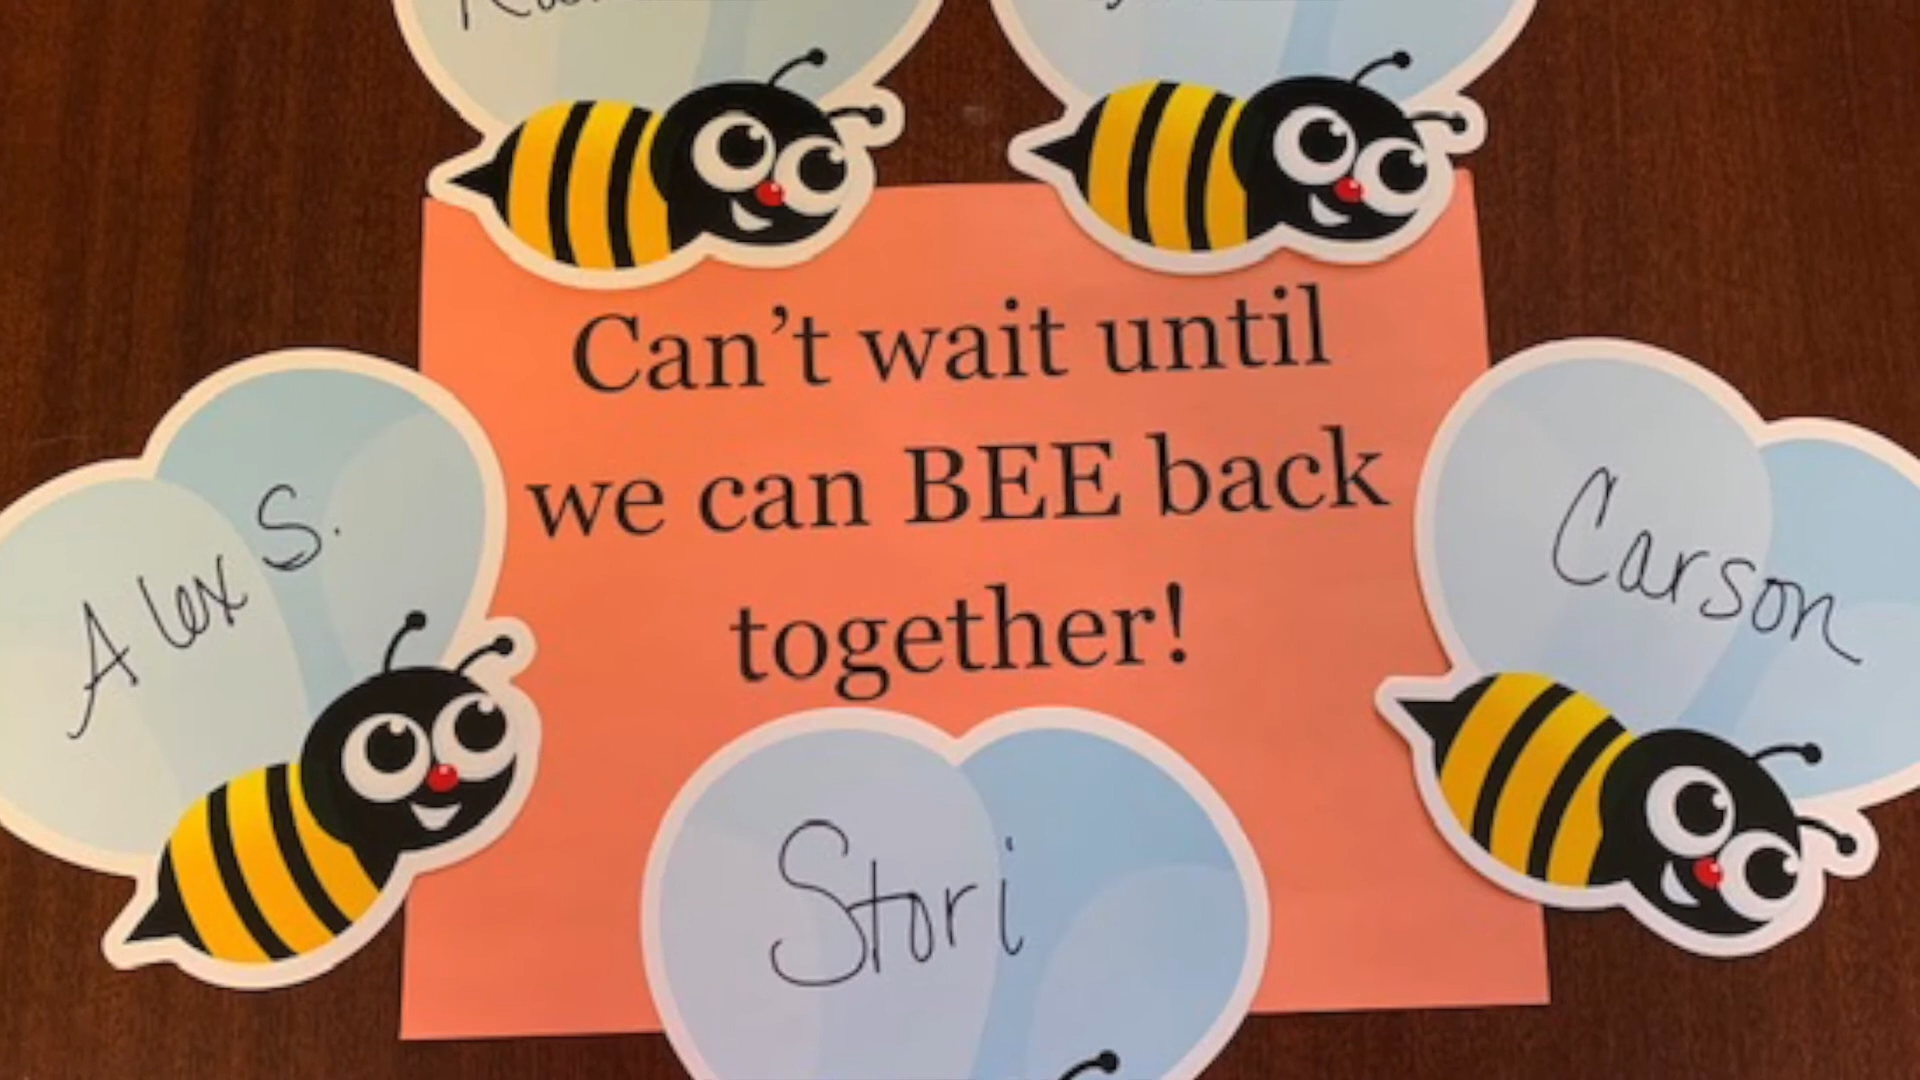 Can't wait until
we can BEE back
together!
Alex S.
Carson
Stori